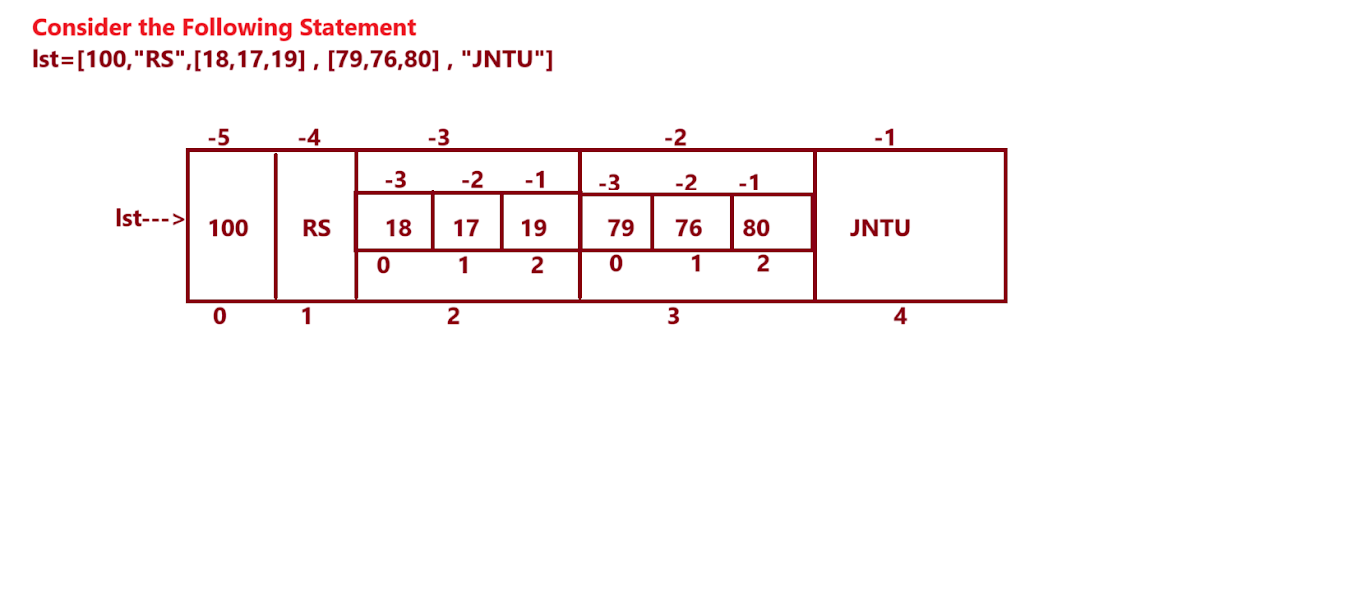 Consider the Following Statement
lst=[100,"RS",[18,17,19] , [79,76,80] , "JNTU"]
-5 -4 -3 -2 -1
-3 -2 -1 -3 -2 -1
lst---> 100 RS 18 17 19 79 76 80 JNTU
0 1 2 0 1 2
0 1 2 3 4